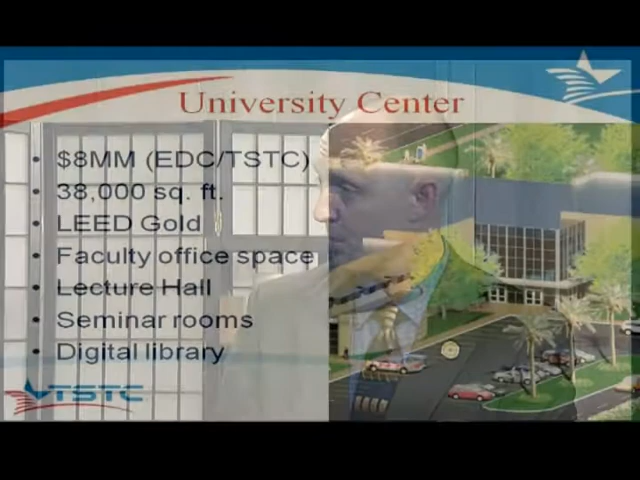 University Center
• $8MM (EDC/TSTC)
• 38,000 sq. ft.
• LEED Gold
• Faculty office space
• Lecture Hall
• Seminar rooms
• Digital library
TSTC